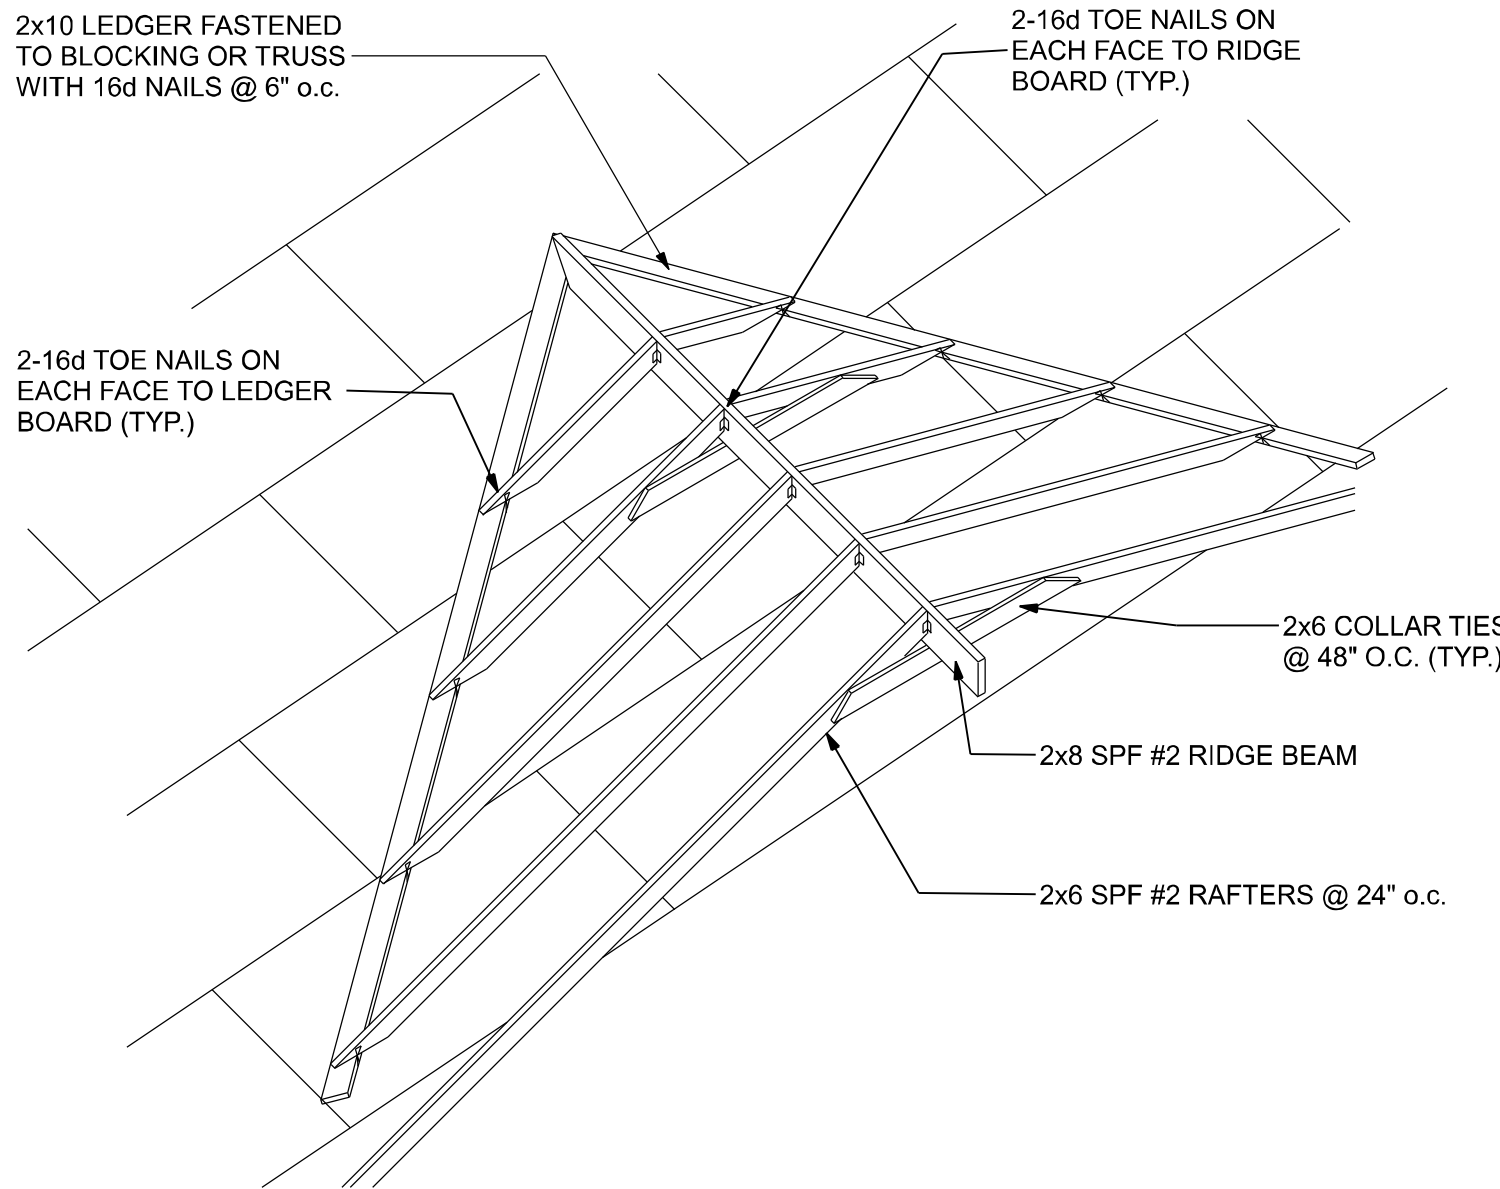 2x10 LEDGER FASTENED
TO BLOCKING OR TRUSS
WITH 16d NAILS @ 6" o.c.
2-16d TOE NAILS ON
EACH FACE TO RIDGE
BOARD (TYP.)
2-16d TOE NAILS ON
EACH FACE TO LEDGER
BOARD (TYP.)
2x6 COLLAR TIES
@ 48" O.C. (TYP.)
2x8 SPF #2 RIDGE BEAM
2x6 SPF #2 RAFTERS @ 24" o.c.